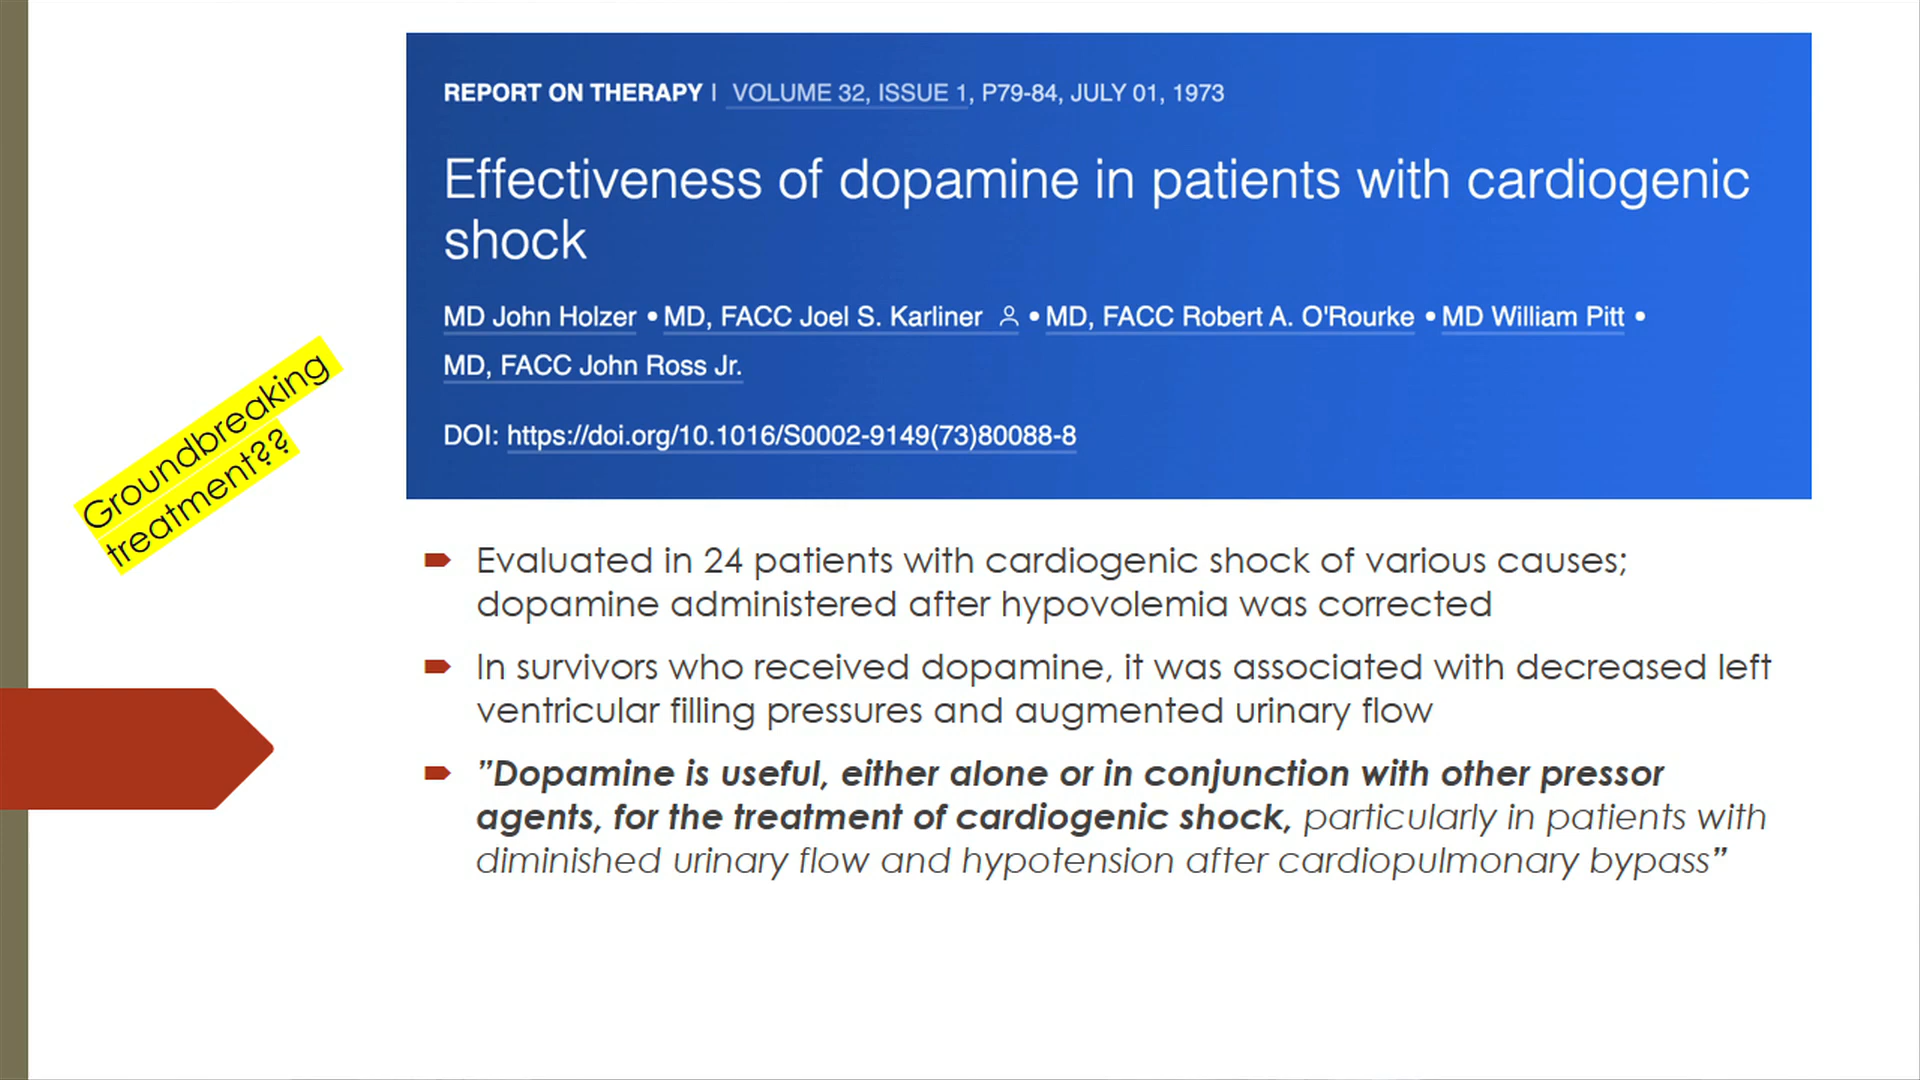 REPORT ON THERAPY | VOLUME 32, ISSUE 1, P79-84, JULY 01, 1973
Effectiveness of dopamine in patients with cardiogenic
shock
MD John Holzer • MD, FACC Joel S. Karliner • MD, FACC Robert A. O'Rourke • MD William Pitt •
MD, FACC John Ross Jr.
DOI: https://doi.org/10.1016/S0002-9149(73)80088-8
Groundbreaking
treatment??
Evaluated in 24 patients with cardiogenic shock of various causes;
dopamine administered after hypovolemia was corrected
In survivors who received dopamine, it was associated with decreased left
ventricular filling pressures and augmented urinary flow
”Dopamine is useful, either alone or in conjunction with other pressor
agents, for the treatment of cardiogenic shock, particularly in patients with
diminished urinary flow and hypotension after cardiopulmonary bypass”